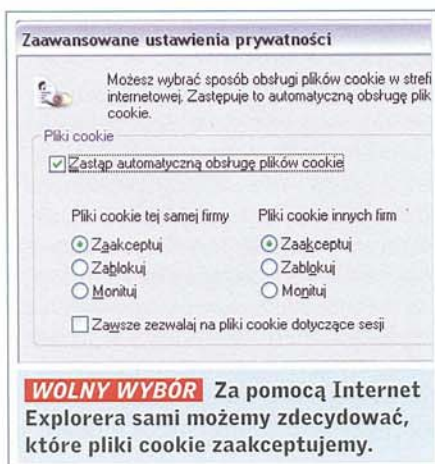 Zaawansowane ustawienia prywatności
Możesz wybrać sposób obsługi plików cookie w strefi
internetowej. Zastępuje to automatyczną obsługę plik
cookie.
Pliki cookie
Zastąp automatyczną obsługę plików cookie
Pliki cookie tej samej firmy Pliki cookie innych firm
Zaakceptuj Zaakceptuj
Zablokuj Zablokuj
Monituj Monituj
Zawsze zezwalaj na pliki cookie dotyczące sesji
WOLNY WYBÓR Za pomocą Internet
Explorera sami możemy zdecydować,
które pliki cookie zaakceptujemy.